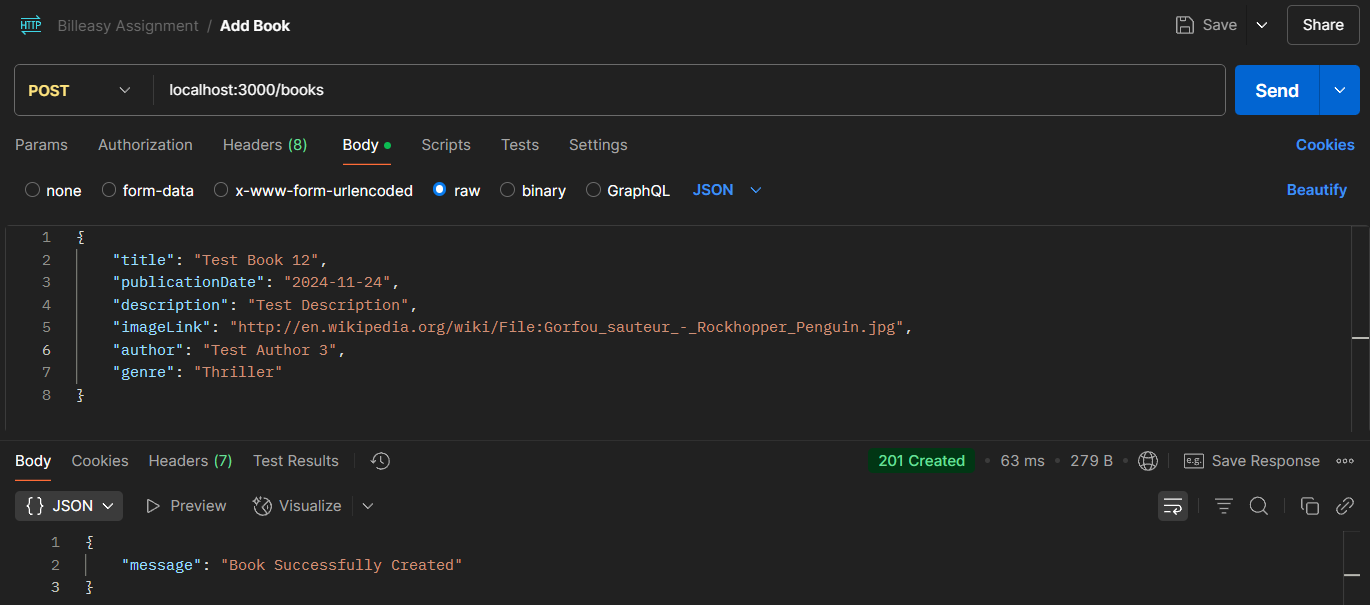 HTTP Billeasy Assignment / Add Book Save Share
POST localhost:3000/books Send
Params Authorization Headers (8) Body Scripts Tests Settings Cookies
none form-data x-www-form-urlencoded raw binary GraphQL JSON Beautify
1 {
2 "title": "Test Book 12",
3 "publicationDate": "2024-11-24",
4 "description": "Test Description",
5 "imageLink": "http://en.wikipedia.org/wiki/File:Gorfou_sauteur_-_Rockhopper_Penguin.jpg",
6 "author": "Test Author 3",
7 "genre": "Thriller"
8 }
Body Cookies Headers (7) Test Results 201 Created • 63 ms • 279 B • e.g. Save Response
{} JSON Preview Visualize
1 {
2 "message": "Book Successfully Created"
3 }